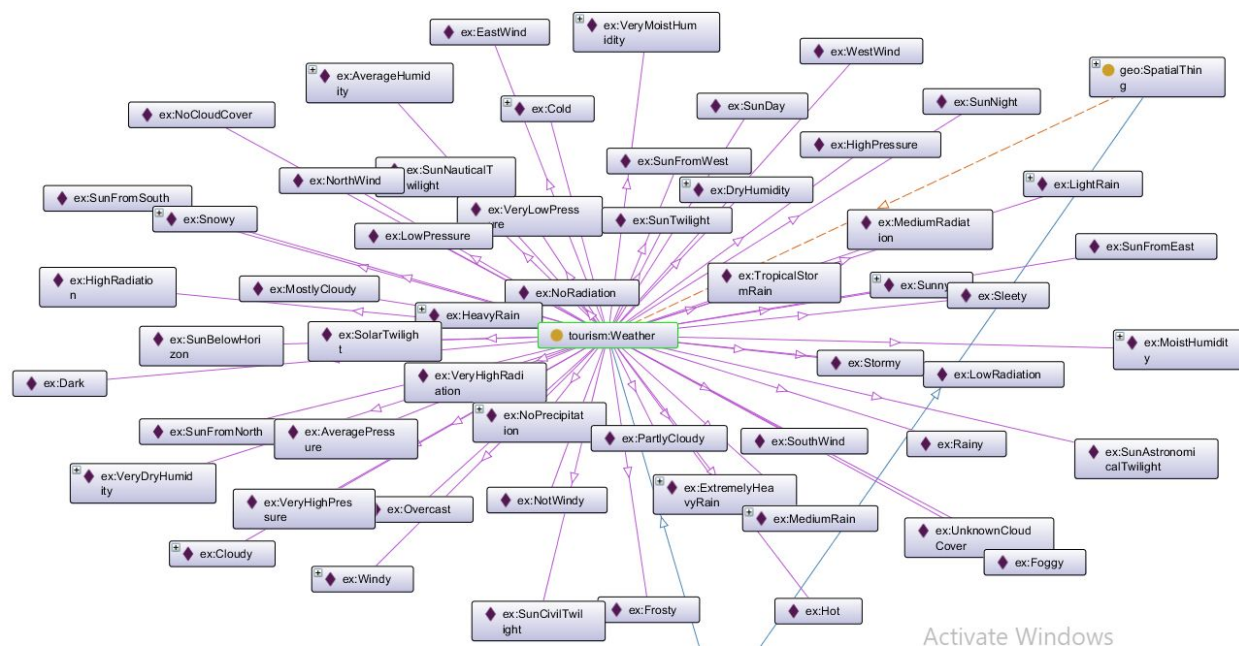 ex:EastWind
ex:VeryMoistHum
idity
ex:WestWind
ex:AverageHumid
ity
geo:SpatialThin
g
ex:NoCloudCover
ex:Cold
ex:SunDay
ex:SunNight
ex:HighPressure
ex:SunNauticalT
wilight
ex:NorthWind
ex:SunFromWest
ex:DryHumidity
ex:LightRain
ex:SunFromSouth
ex:Snowy
ex:VeryLowPress
ure
ex:SunTwilight
ex:MediumRadiat
ion
ex:LowPressure
ex:SunFromEast
ex:HighRadiatio
n
ex:MostlyCloudy
ex:NoRadiation
ex:TropicalStor
mRain
ex:Sunny
ex:Sleety
ex:HeavyRain
ex:SunBelowHori
zon
ex:SolarTwiligh
t
tourism:Weather
ex:MoistHumidit
y
ex:Dark
ex:VeryHighRadi
ation
ex:Stormy
ex:LowRadiation
ex:SunFromNorth
ex:AveragePress
ure
ex:NoPrecipitat
ion
ex:PartlyCloudy
ex:SouthWind
ex:Rainy
ex:SunAstronomi
calTwilight
ex:VeryDryHumid
ity
ex:VeryHighPres
sure
ex:Overcast
ex:NotWindy
ex:ExtremelyHea
vyRain
ex:MediumRain
ex:UnknownCloud
Cover
ex:Foggy
ex:Cloudy
ex:Windy
ex:SunCivilTwil
ight
ex:Frosty
ex:Hot
Activate Windows